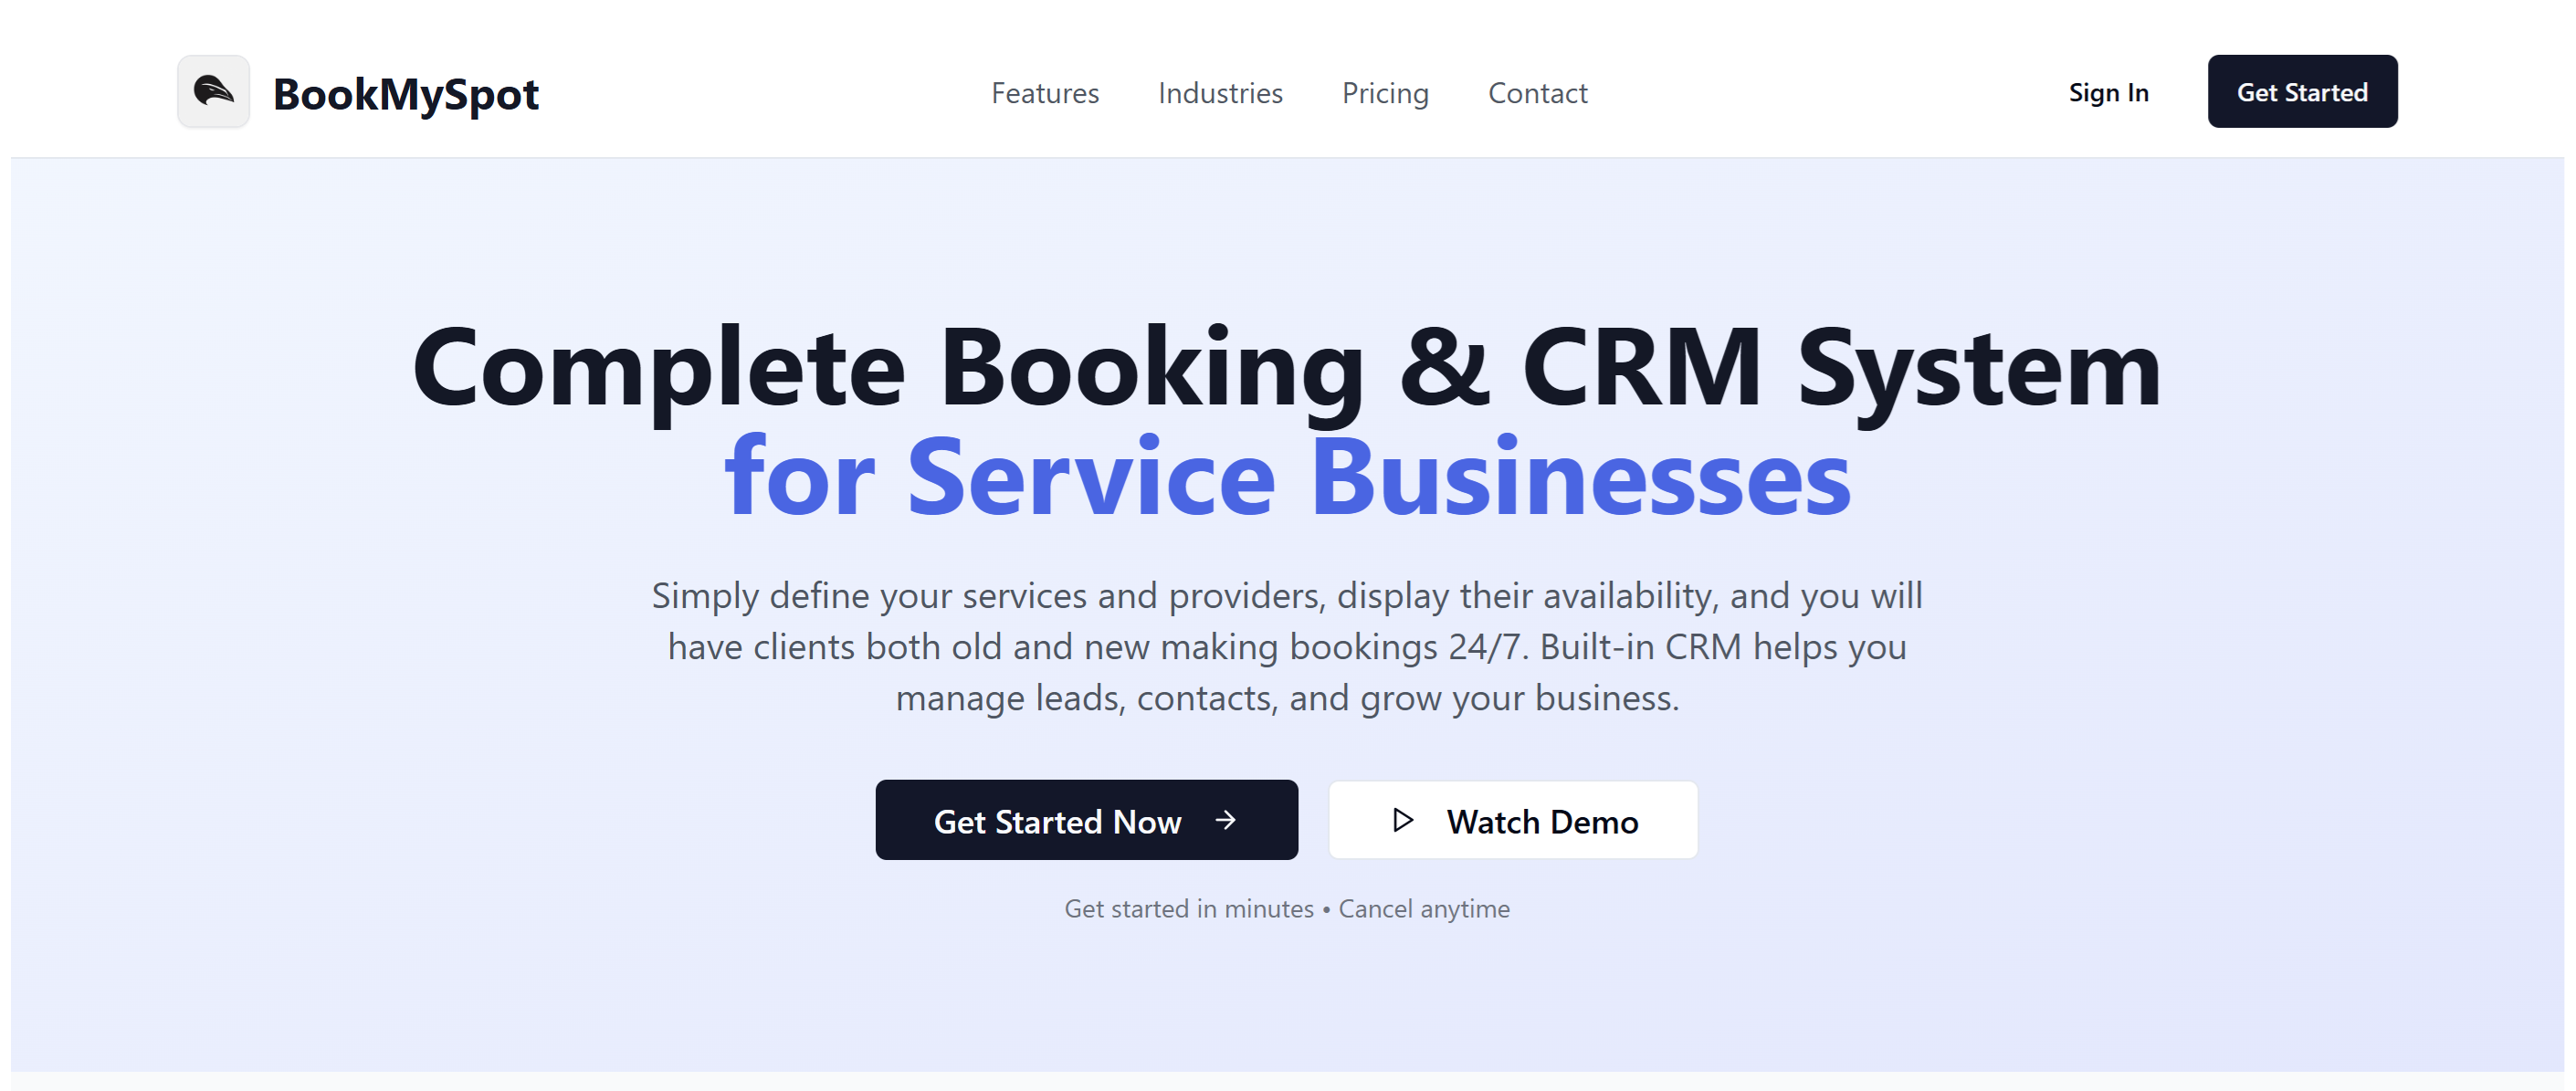 BookMySpot
Features
Industries
Pricing
Contact
Sign In
Get Started
Complete Booking & CRM System
for Service Businesses
Simply define your services and providers, display their availability, and you will
have clients both old and new making bookings 24/7. Built-in CRM helps you
manage leads, contacts, and grow your business.
Get Started Now
Watch Demo
Get started in minutes • Cancel anytime